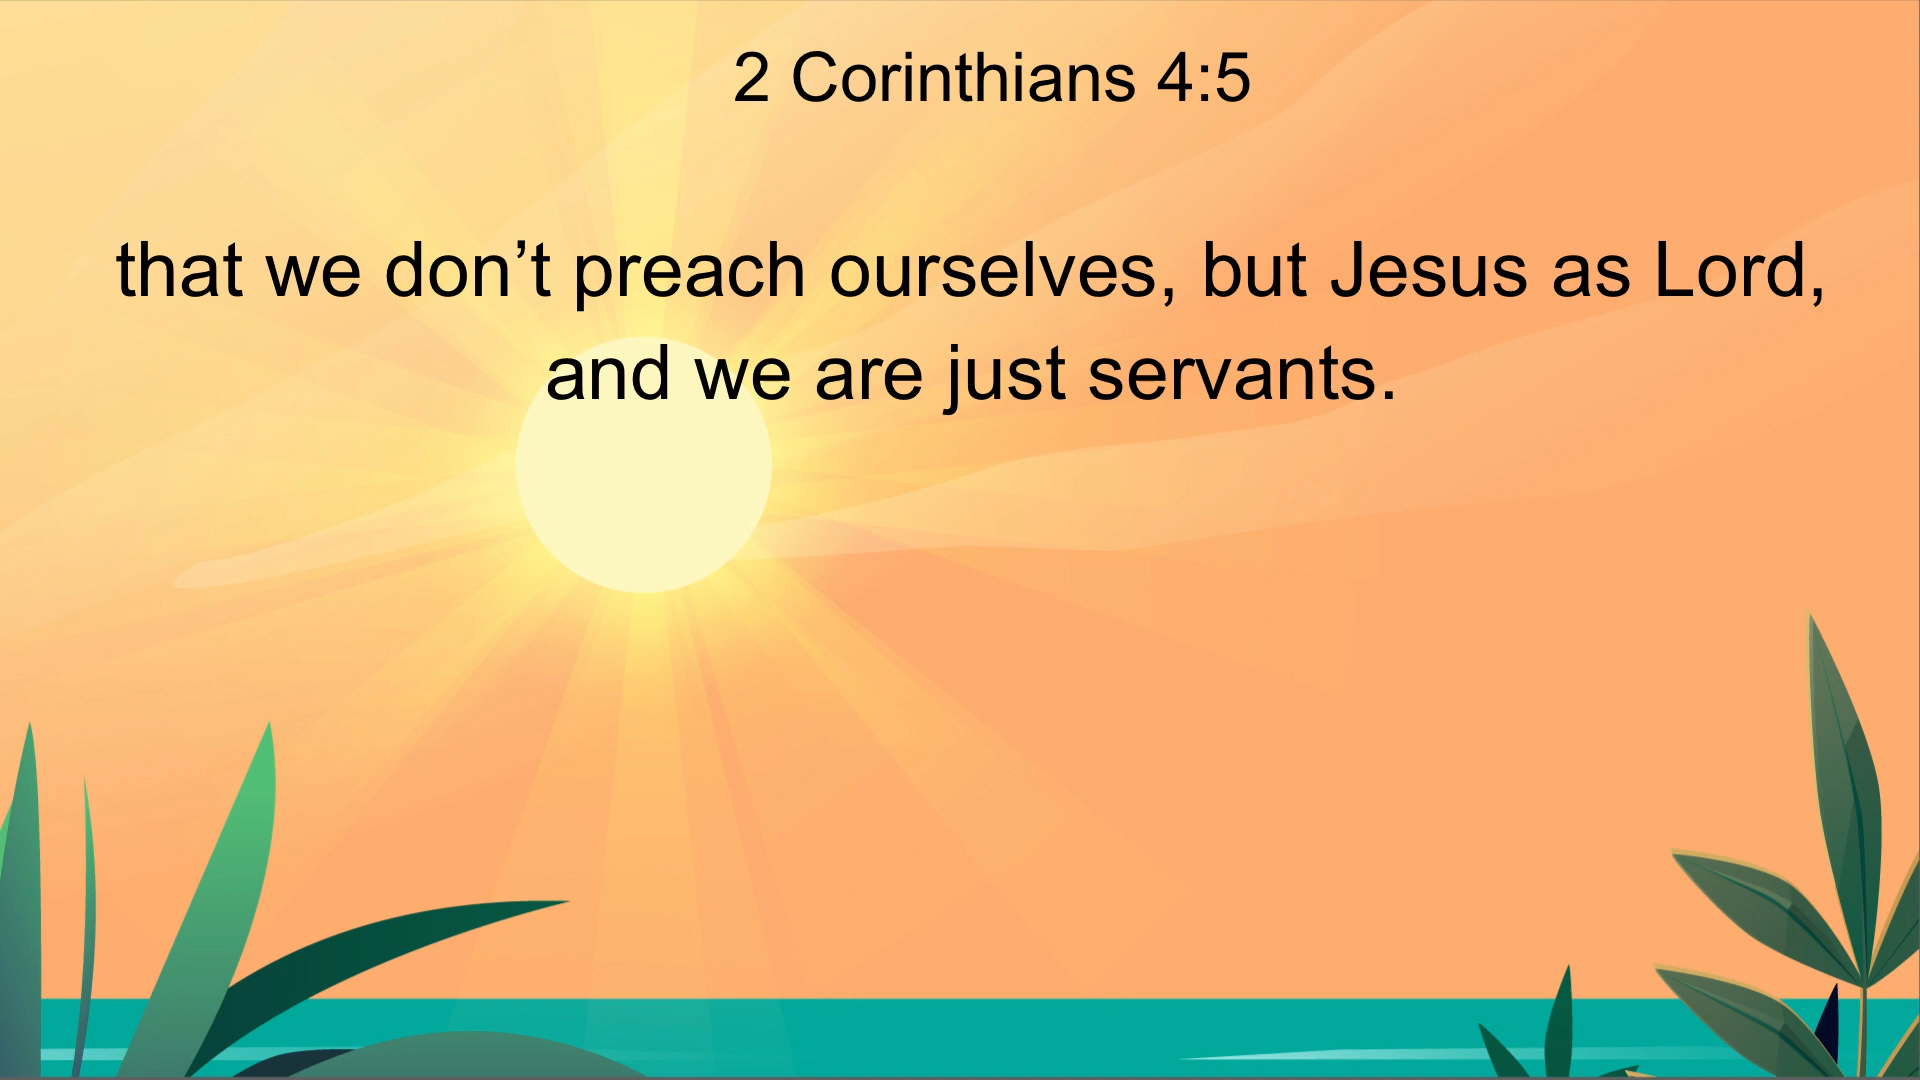 2 Corinthians 4:5
that we don’t preach ourselves, but Jesus as Lord,
and we are just servants.